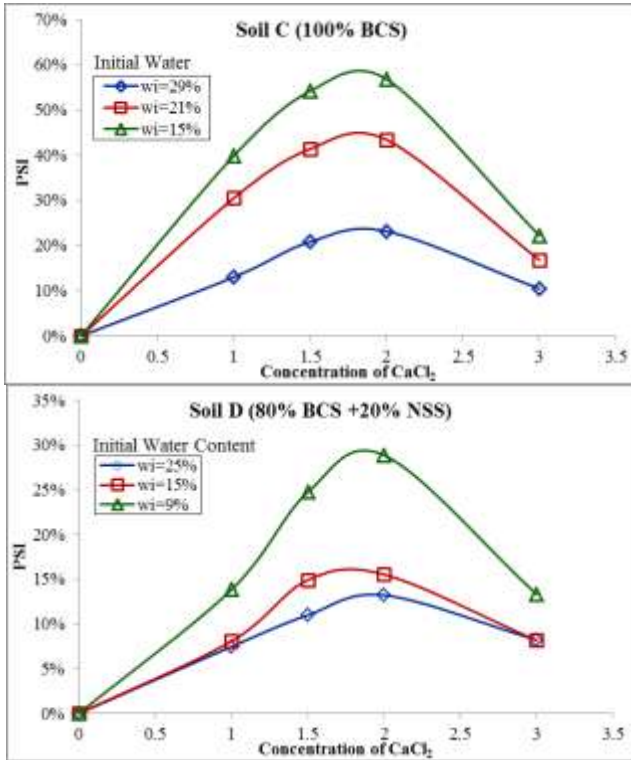 Soil C (100% BCS)
Initial Water
wi=29%
wi=21%
wi=15%
PSI
70%
60%
50%
40%
30%
20%
10%
0%
0 0.5 1 1.5 2 2.5 3 3.5
Concentration of CaCl₂
Soil D (80% BCS +20% NSS)
Initial Water Content
wi=25%
wi=15%
wi=9%
PSI
35%
30%
25%
20%
15%
10%
5%
0%
0 0.5 1 1.5 2 2.5 3 3.5
Concentration of CaCl₂